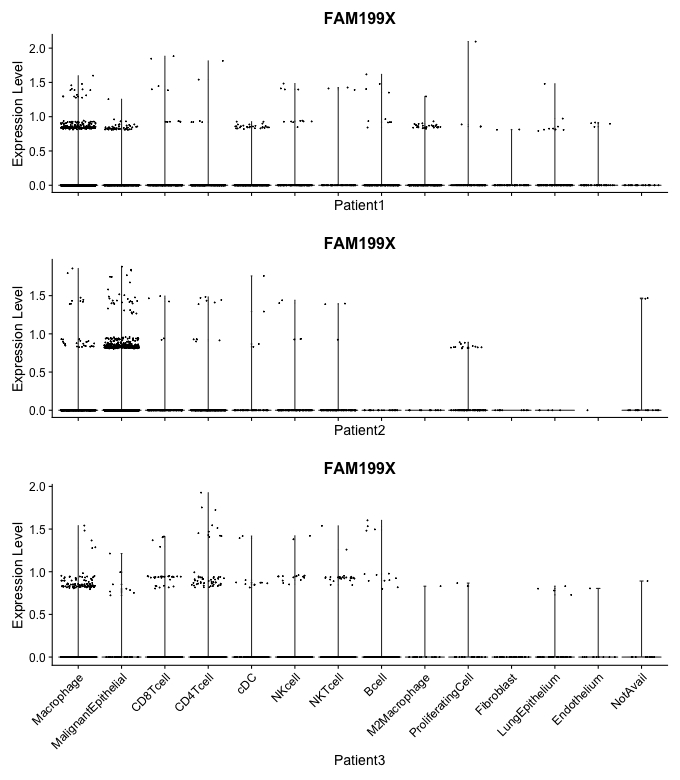 FAM199X
Expression Level
2.0
1.5
1.0
0.5
0.0
Patient1
FAM199X
Expression Level
1.5
1.0
0.5
0.0
Patient2
FAM199X
Expression Level
2.0
1.5
1.0
0.5
0.0
Macrophage
MalignantEpithelial
CD8Tcell
CD4Tcell
cDC
NKcell
NKTcell
Bcell
M2Macrophage
ProliferatingCell
Fibroblast
LungEpithelium
Endothelium
NotAvail
Patient3